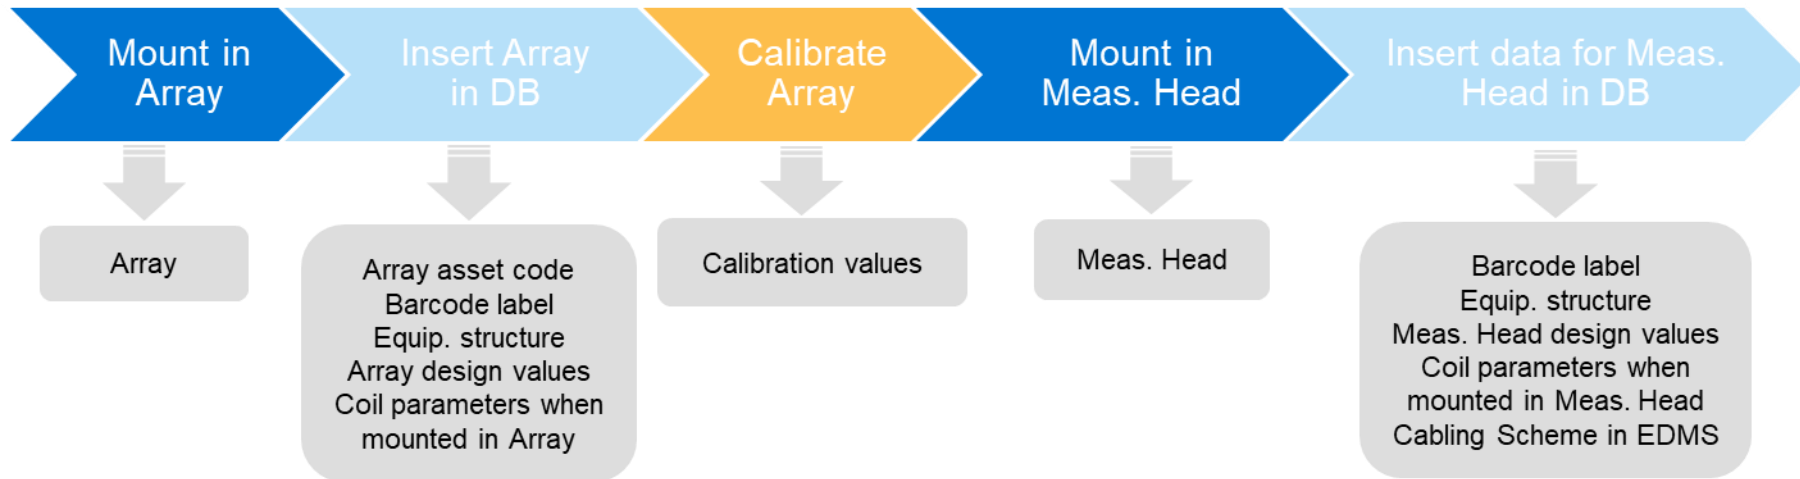 Mount in
Array
Insert Array
in DB
Calibrate
Array
Mount in
Meas. Head
Insert data for Meas.
Head in DB
Array
Array asset code
Barcode label
Equip. structure
Array design values
Coil parameters when
mounted in Array
Calibration values
Meas. Head
Barcode label
Equip. structure
Meas. Head design values
Coil parameters when
mounted in Meas. Head
Cabling Scheme in EDMS